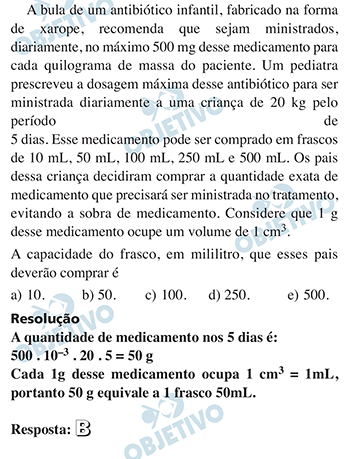 A bula de um antibiótico infantil, fabricado na forma
de xarope, recomenda que sejam ministrados,
diariamente, no máximo 500 mg desse medicamento para
cada quilograma de massa do paciente. Um pediatra
prescreveu a dosagem máxima desse antibiótico para ser
ministrada diariamente a uma criança de 20 kg pelo
período de
5 dias. Esse medicamento pode ser comprado em frascos
de 10 mL, 50 mL, 100 mL, 250 mL e 500 mL. Os pais
dessa criança decidiram comprar a quantidade exata de
medicamento que precisará ser ministrada no tratamento,
evitando a sobra de medicamento. Considere que 1 g
desse medicamento ocupe um volume de 1 cm³.
A capacidade do frasco, em mililitro, que esses pais
deverão comprar é
a) 10. b) 50. c) 100. d) 250. e) 500.
Resolução
A quantidade de medicamento nos 5 dias é:
500 . 10⁻³ . 20 . 5 = 50 g
Cada 1g desse medicamento ocupa 1 cm³ = 1mL,
portanto 50 g equivale a 1 frasco 50mL.
Resposta: B
OBJETIVO
OBJETIVO
OBJETIVO
OBJETIVO
OBJETIVO
OBJETIVO